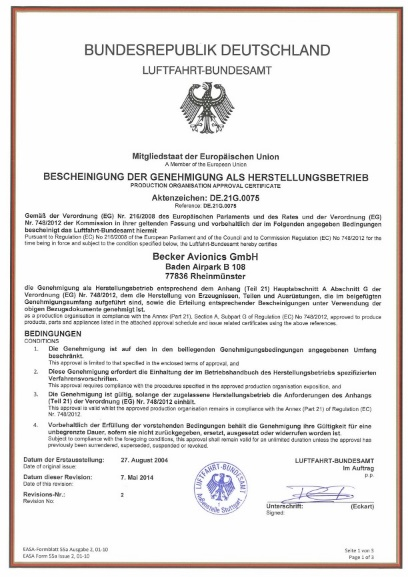 BUNDESREPUBLIK DEUTSCHLAND
LUFTFAHRT-BUNDESAMT
Mitgliedstaat der Europäischen Union
A Member of the European Union
BESCHEINIGUNG DER GENEHMIGUNG ALS HERSTELLUNGSBETRIEB
PRODUCTION ORGANISATION APPROVAL CERTIFICATE
Aktenzeichen: DE.21G.0075
Reference: DE.21G.0075
Gemäß der Verordnung (EG) Nr. 216/2008 des Europäischen Parlaments und des Rates und der Verordnung (EG)
Nr. 748/2012 der Kommission in ihrer geltenden Fassung und vorbehaltlich der im Folgenden angegeben Bedingungen
bescheinigt das Luftfahrt-Bundesamt hiermit
Pursuant to Regulation (EC) No 216/2008 of the European Parliament and of the Council and to Commission Regulation (EC) No 748/2012 for the
time being in force and subject to the condition specified below, the Luftfahrt-Bundesamt hereby certifies
Becker Avionics GmbH
Baden Airpark B 108
77836 Rheinmünster
die Genehmigung als Herstellungsbetrieb entsprechend dem Anhang (Teil 21) Hauptabschnitt A Abschnitt G der
Verordnung (EG) Nr. 748/2012, dem die Herstellung von Erzeugnissen, Teilen und Ausrüstungen, die im beigefügten
Genehmigungsumfang aufgeführt sind, sowie die Erteilung entsprechender Bescheinigungen unter Verwendung der
obigen Bezugsdokumente genehmigt ist.
as a production organisation in compliance with the Annex (Part 21), Section A, Subpart G of Regulation (EC) No 748/2012, approved to produce
products, parts and appliances listed in the attached approval schedule and issue related certificates using the above references.
BEDINGUNGEN
CONDITIONS
1. Die Genehmigung ist auf den in den beiliegenden Genehmigungsbedingungen angegebenen Umfang
beschränkt.
This approval is limited to that specified in the enclosed terms of approval, and
2. Diese Genehmigung erfordert die Einhaltung der im Betriebshandbuch des Herstellungsbetriebs spezifizierten
Verfahrensvorschriften.
This approval requires compliance with the procedures specified in the approved production organisation exposition, and
3. Die Genehmigung ist gültig, solange der zugelassene Herstellungsbetrieb die Anforderungen des Anhangs
(Teil 21) der Verordnung (EG) Nr. 748/2012 einhält.
This approval is valid whilst the approved production organisation remains in compliance with the Annex (Part 21) of Regulation (EC)
Nr. 748/2012.
4. Vorbehaltlich der Erfüllung der vorstehenden Bedingungen behält die Genehmigung ihre Gültigkeit für eine
unbegrenzte Dauer, sofern sie nicht zurückgegeben, ersetzt, ausgesetzt oder widerrufen worden ist.
Subject to compliance with the foregoing conditions, this approval shall remain valid for an unlimited duration unless the approval has
previously been surrendered, superseded, suspended or revoked.
Datum der Erstausstellung: 27. August 2004
Date of original issue:
LUFTFAHRT-BUNDESAMT
Im Auftrag
p.p.
Datum dieser Revision: 7. Mai 2014
Date of this revision:
Revisions-Nr.: 2
Revision No:
LUFTFAHRT-BUNDESAMT
Außenstelle Stuttgart
Unterschrift: (Eckart)
Signed:
EASA-Formblatt 55a Ausgabe 2, 01-10
EASA Form 55a Issue 2, 01-10
Seite 1 von 3
Page 1 of 3